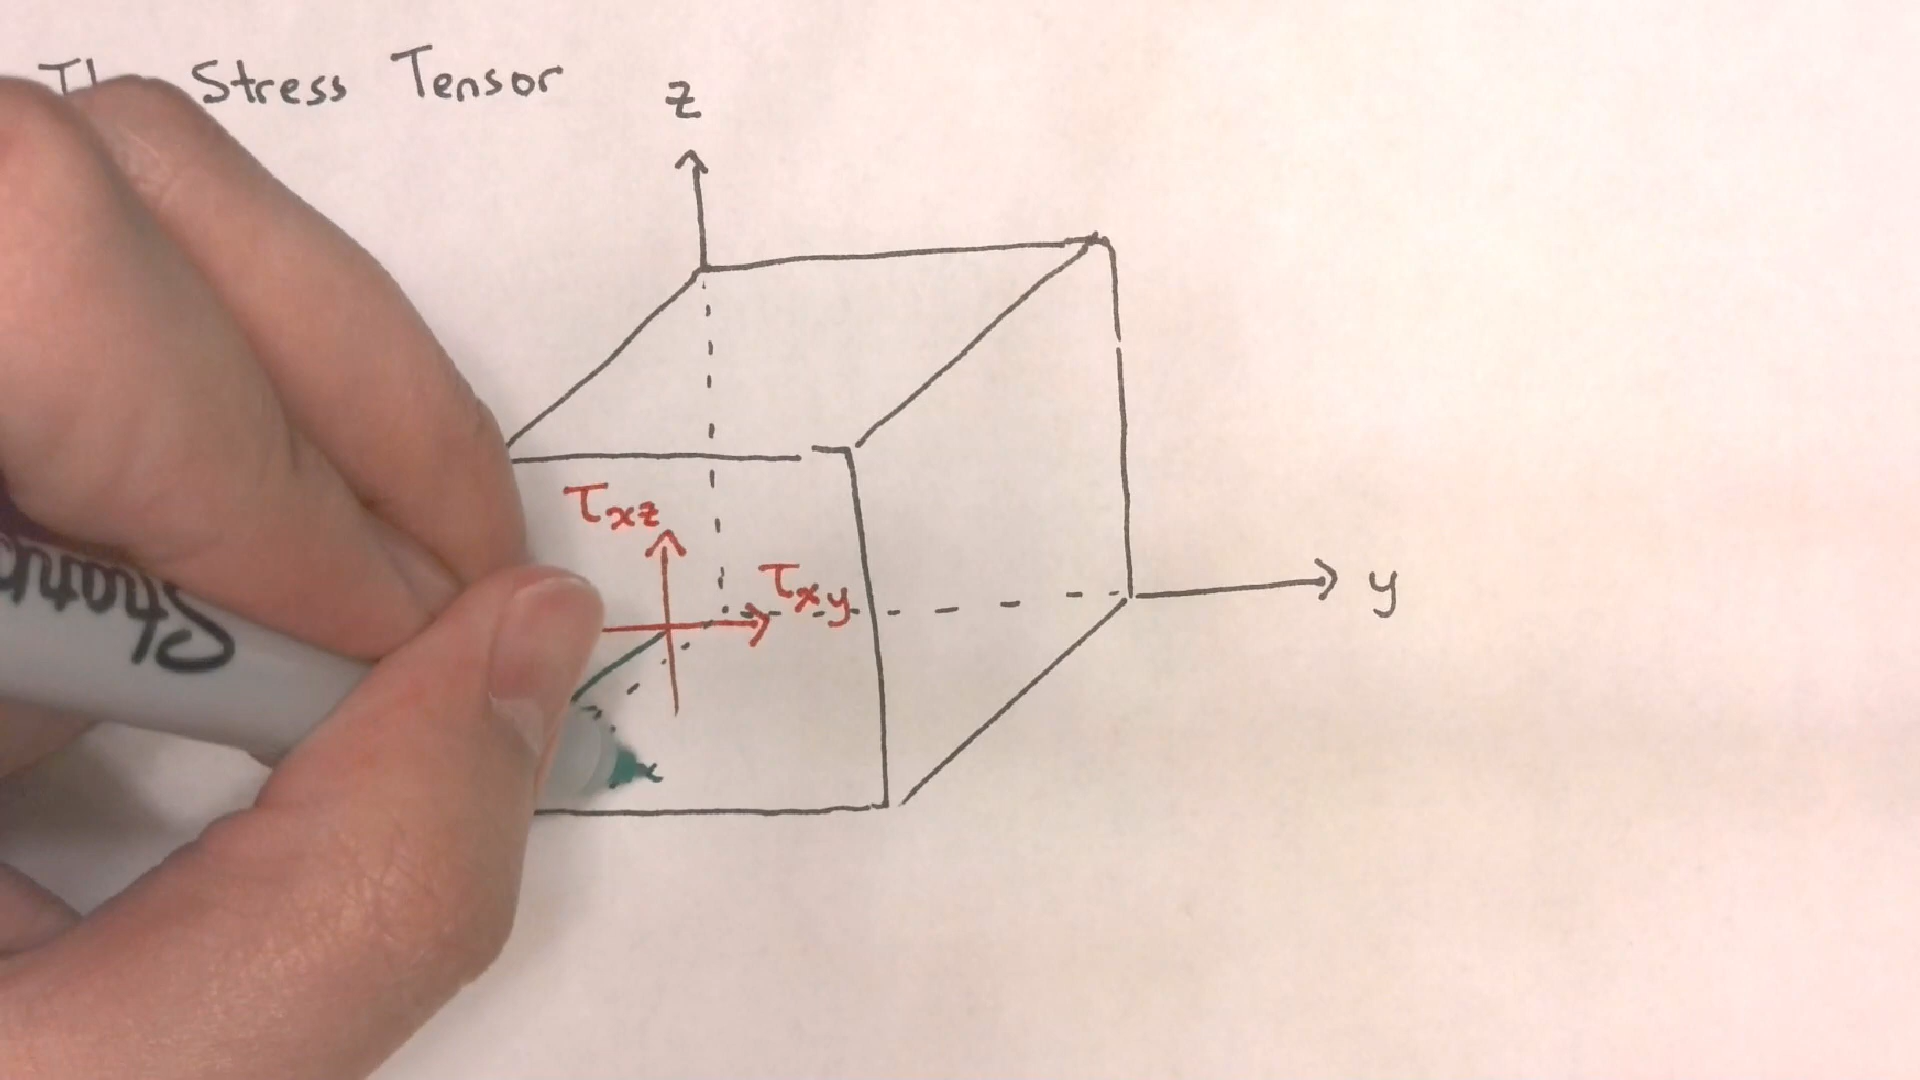 Stress Tensor
z
τxz
τxy
y